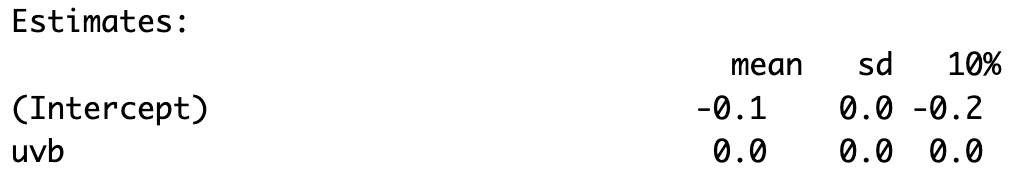 Estimates:
mean sd 10%
(Intercept) -0.1 0.0 -0.2
uvb 0.0 0.0 0.0